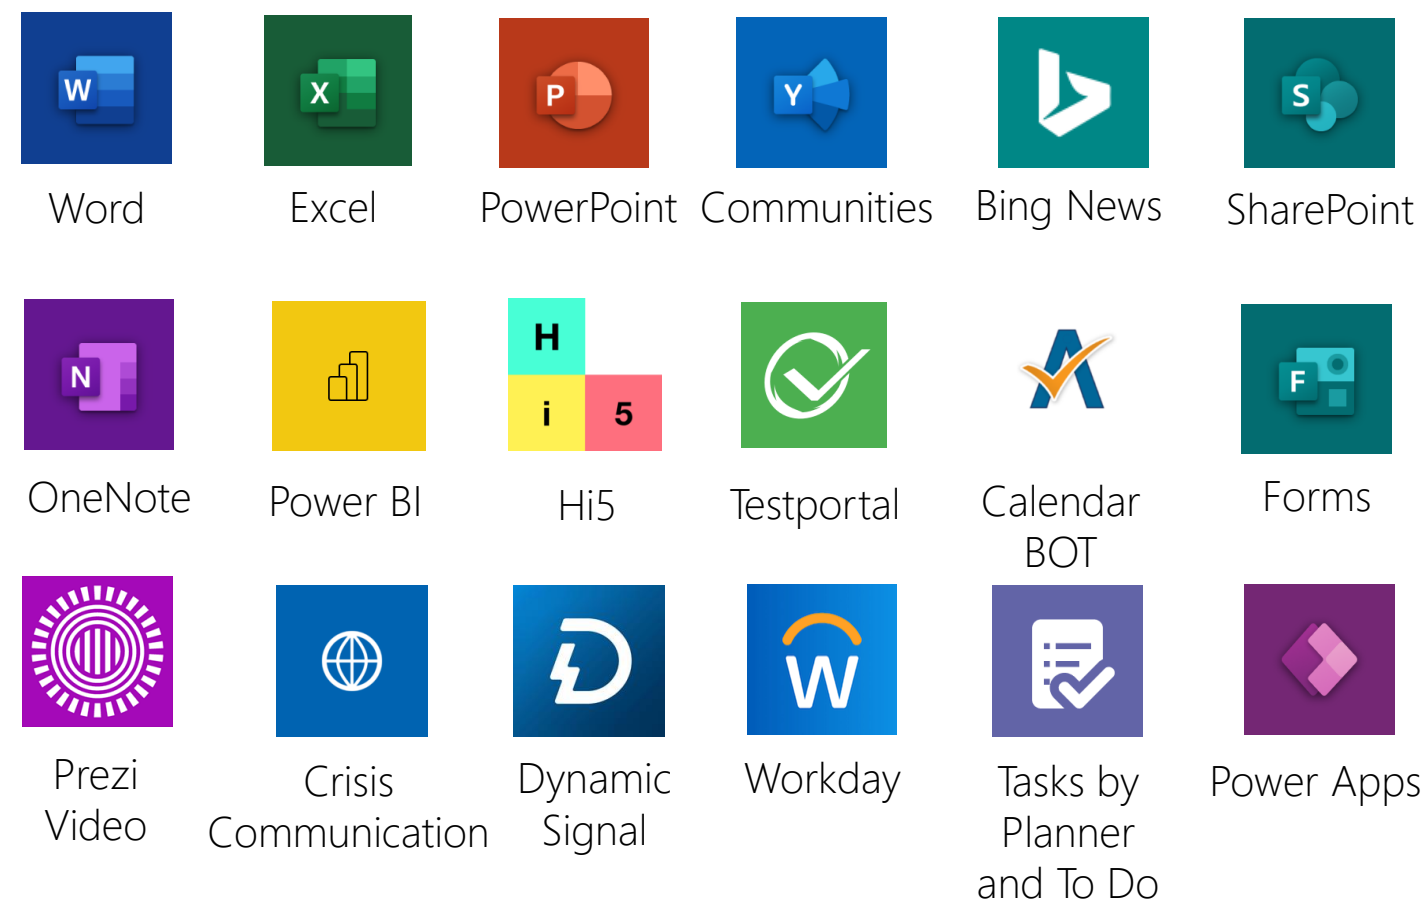 W
X
P
Y
S
Word
Excel
PowerPoint
Communities
Bing News
SharePoint
N
H
i
5
F
OneNote
Power BI
Hi5
Testportal
Calendar
BOT
Forms
W
Prezi
Video
Crisis
Communication
Dynamic
Signal
Workday
Tasks by
Planner
and To Do
Power Apps